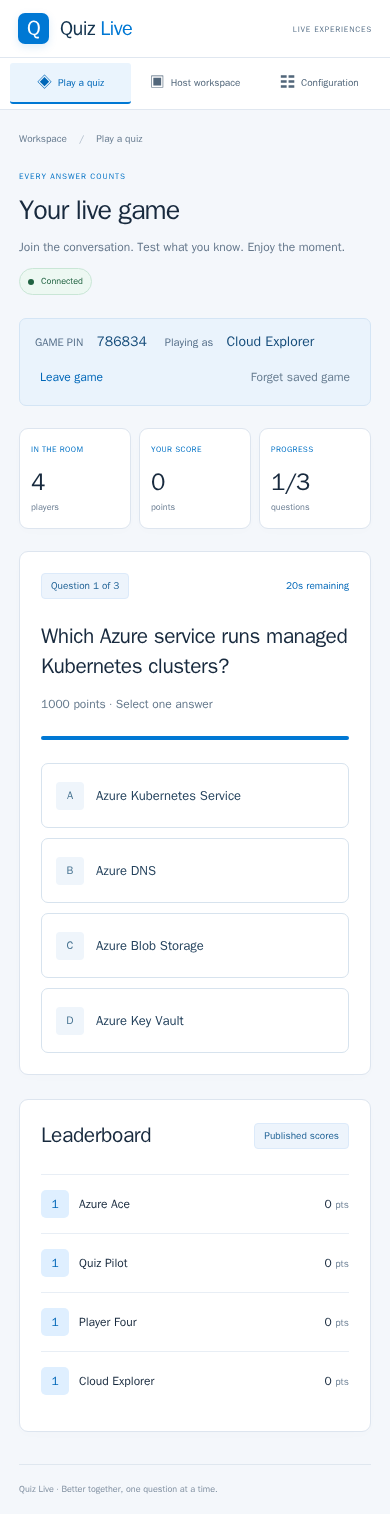 Q Quiz Live
LIVE EXPERIENCES
Play a quiz
Host workspace
Configuration
Workspace / Play a quiz
EVERY ANSWER COUNTS
Your live game
Join the conversation. Test what you know. Enjoy the moment.
Connected
GAME PIN 786834 Playing as Cloud Explorer
Leave game
Forget saved game
IN THE ROOM
4
players
YOUR SCORE
0
points
PROGRESS
1/3
questions
Question 1 of 3
20s remaining
Which Azure service runs managed
Kubernetes clusters?
1000 points · Select one answer
A Azure Kubernetes Service
B Azure DNS
C Azure Blob Storage
D Azure Key Vault
Leaderboard
Published scores
1 Azure Ace 0 pts
1 Quiz Pilot 0 pts
1 Player Four 0 pts
1 Cloud Explorer 0 pts
Quiz Live · Better together, one question at a time.